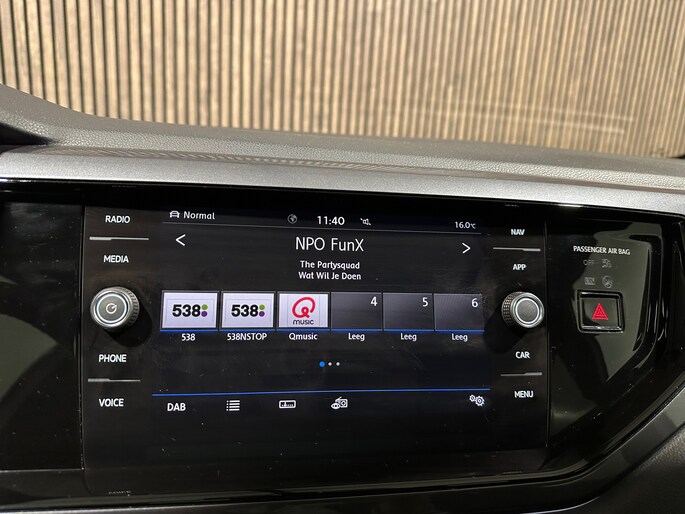 RADIO
MEDIA
PHONE
VOICE
Normal
11:40
16.0°C
NPO FunX
The Partysquad
Wat Wil Je Doen
538
538
Q
MUSIC
4
5
6
538
538NSTOP
Qmusic
Leeg
Leeg
Leeg
DAB
NAV
APP
CAR
MENU
PASSENGER AIR BAG
OFF